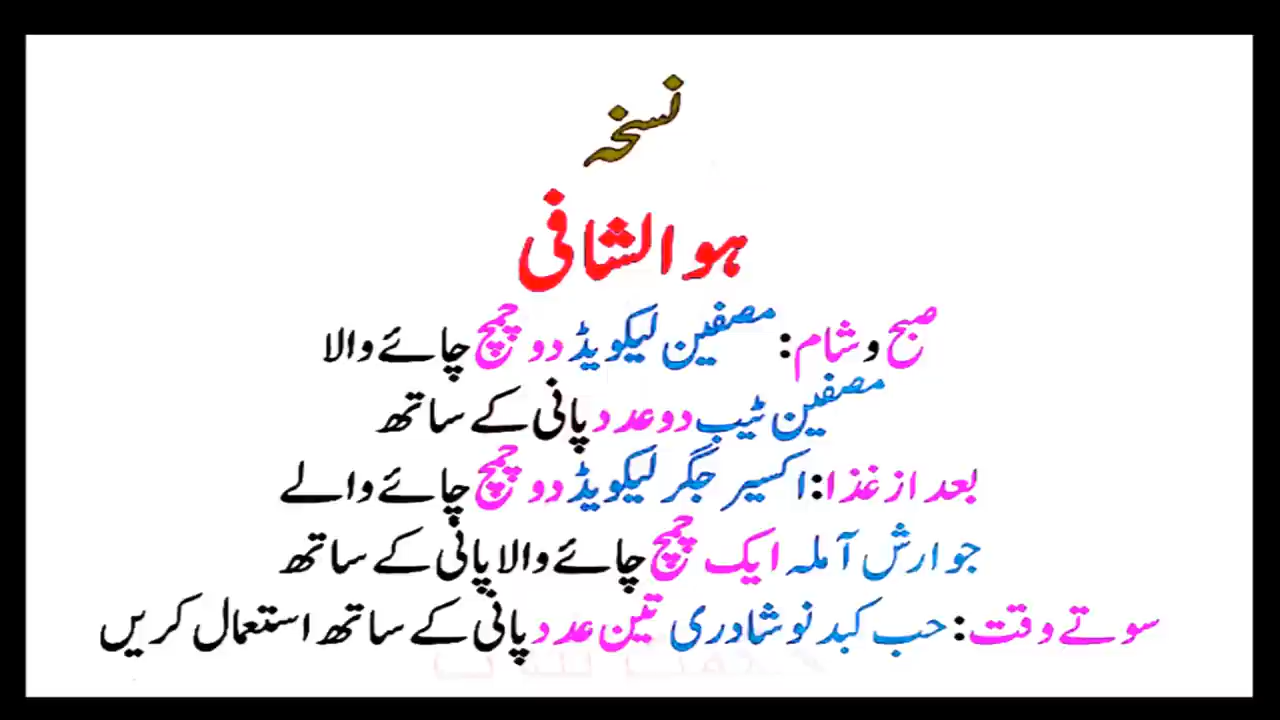 نسخہ
ہوالشافی
صبح و شام: مصفین لیکویڈ دو چمچ چائے والا
مصفین ٹیب دو عدد پانی کے ساتھ
بعد از غذا: اکسیر جگر لیکویڈ دو چمچ چائے والے
جوارش آملہ ایک چمچ چائے والا پانی کے ساتھ
سوتے وقت: حب کبد نوشادری تین عدد پانی کے ساتھ استعمال کریں